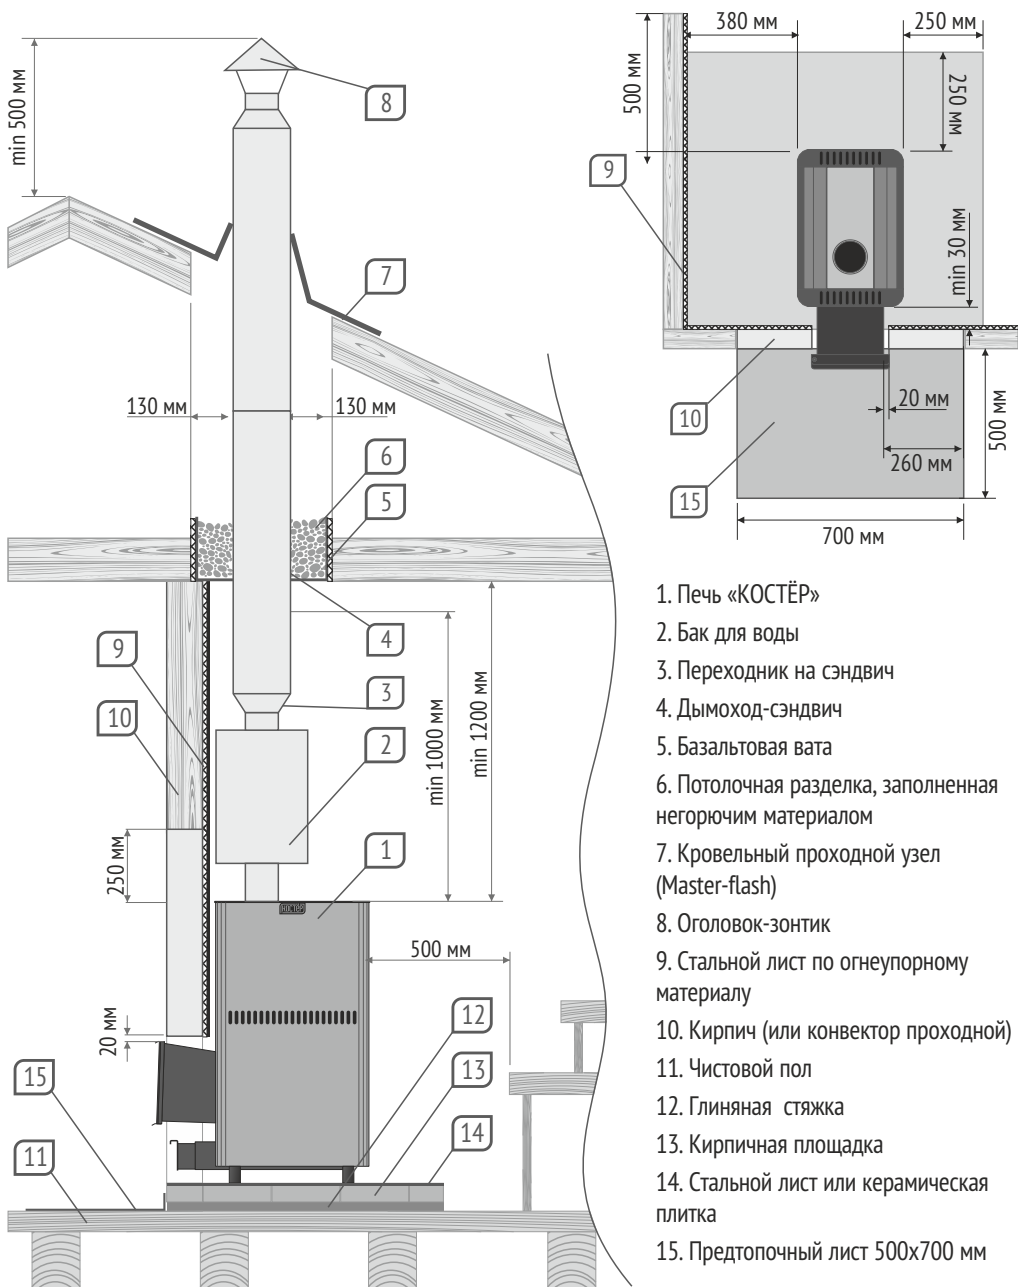 380 мм
250 мм
500 мм
250 мм
min 500 мм
8
9
min 30 мм
7
130 мм
130 мм
10
20 мм
500 мм
6
260 мм
5
15
700 мм
1. Печь «КОСТЁР»
2. Бак для воды
3. Переходник на сэндвич
4. Дымоход-сэндвич
5. Базальтовая вата
6. Потолочная разделка, заполненная
негорючим материалом
7. Кровельный проходной узел
(Master-flash)
8. Оголовок-зонтик
9. Стальной лист по огнеупорному
материалу
10. Кирпич (или конвектор проходной)
11. Чистовой пол
12. Глиняная стяжка
13. Кирпичная площадка
14. Стальной лист или керамическая
плитка
15. Предтопочный лист 500х700 мм
4
9
3
10
2
min 1000 мм
min 1200 мм
1
250 мм
КОСТЁР
500 мм
12
20 мм
13
15
14
11